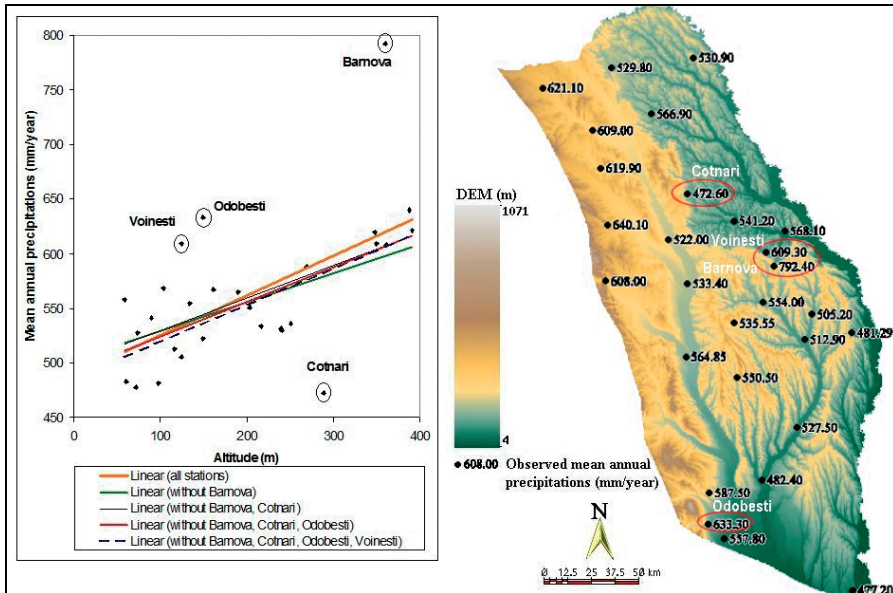 800
750
700
650
600
550
500
450
0
100
200
300
400
Mean annual precipitations (mm/year)
Altitude (m)
Barnova
Odobesti
Voinesti
Cotnari
Linear (all stations)
Linear (without Barnova)
Linear (without Barnova, Cotnari)
Linear (without Barnova, Cotnari, Odobesti)
Linear (without Barnova, Cotnari, Odobesti, Voinesti)
530.90
529.80
621.10
566.90
609.00
619.90
Cotnari
472.60
541.20
640.10
568.10
522.00
Voinesti
609.30
Barnova
792.40
608.00
533.40
554.00
505.20
535.55
481.29
512.90
564.85
550.50
527.50
482.40
587.50
Odobesti
633.30
557.80
477.20
DEM (m)
1071
4
608.00 Observed mean annual
precipitations (mm/year)
N
0 12.5 25 37.5 50 km